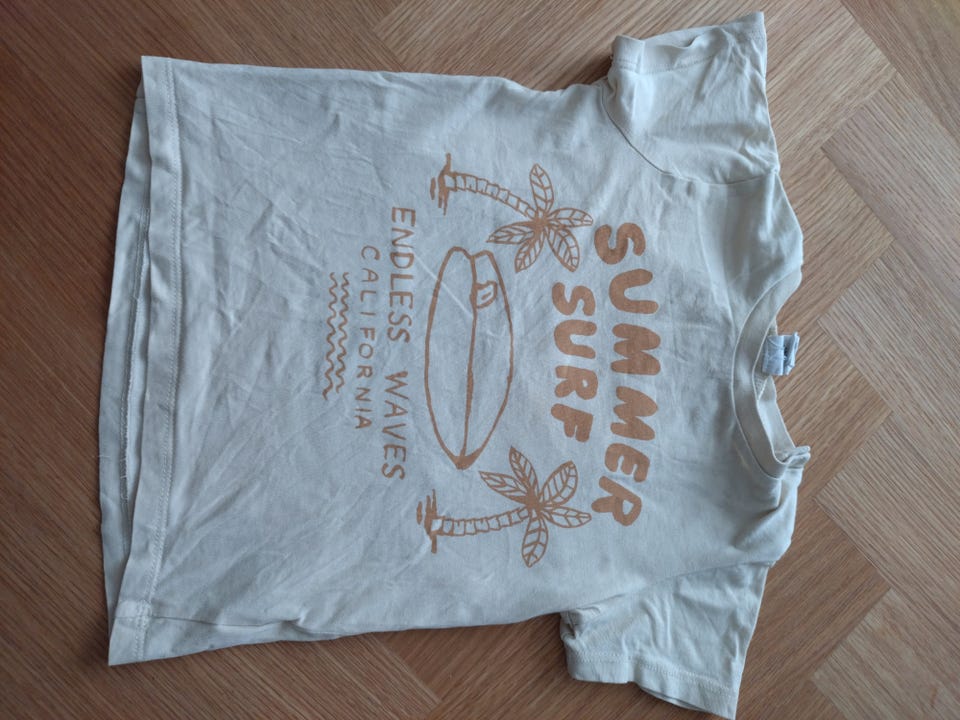 SUMMER
SURF
ENDLESS WAVES
CALIFORNIA